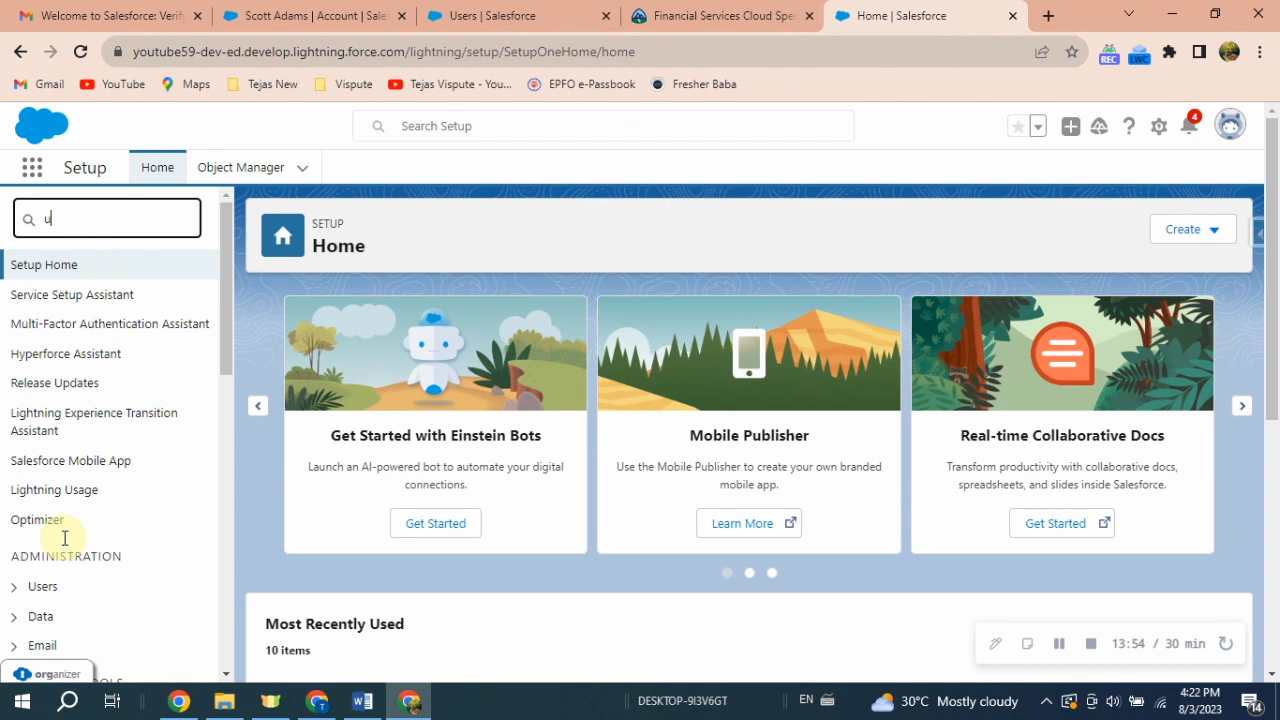 Welcome to Salesforce: Verify
Scott Adams | Account | Sales
Users | Salesforce
Financial Services Cloud Spe
Home | Salesforce
youtube59-dev-ed.develop.lightning.force.com/lightning/setup/SetupOneHome/home
REC
LWC
Gmail
YouTube
Maps
Tejas New
Vispute
Tejas Vispute - You...
EPFO e-Passbook
Fresher Baba
Search Setup
4
Setup
Home
Object Manager
u
Setup Home
Service Setup Assistant
Multi-Factor Authentication Assistant
Hyperforce Assistant
Release Updates
Lightning Experience Transition
Assistant
Salesforce Mobile App
Lightning Usage
Optimizer
ADMINISTRATION
Users
Data
Email
organizer
SETUP
Home
Create
Get Started with Einstein Bots
Launch an AI-powered bot to automate your digital
connections.
Get Started
Mobile Publisher
Use the Mobile Publisher to create your own branded
mobile app.
Learn More
Real-time Collaborative Docs
Transform productivity with collaborative docs,
spreadsheets, and slides inside Salesforce.
Get Started
Most Recently Used
10 items
13:54 / 30 min
DESKTOP-9I3V6GT
EN
30°C Mostly cloudy
4:22 PM
8/3/2023
14